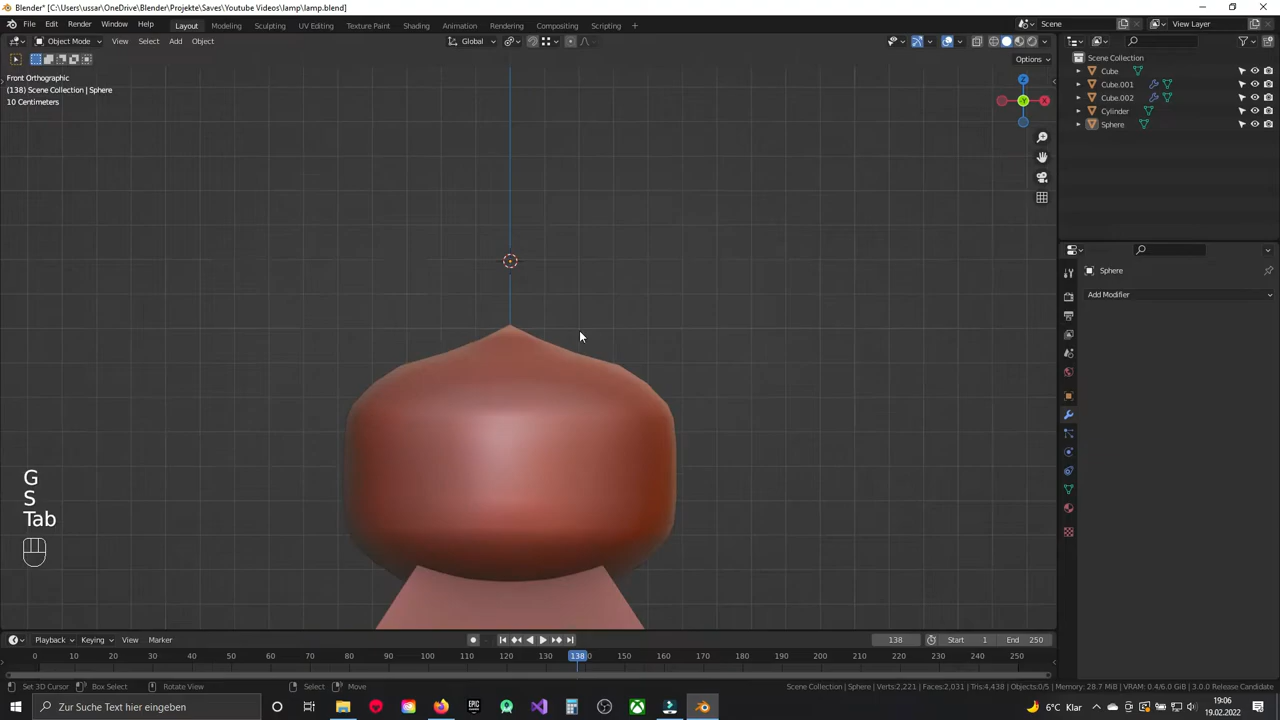 Blender* [C:\Users\ussar\OneDrive\Blender\Projekte\Saves\Youtube Videos\lamp\lamp.blend]
File Edit Render Window Help Layout Modeling Sculpting UV Editing Texture Paint Shading Animation Rendering Compositing Scripting + Scene View Layer
Object Mode View Select Add Object Global
Options
Front Orthographic
(138) Scene Collection | Sphere
10 Centimeters
Z
Y
X
Scene Collection
Cube
Cube.001
Cube.002
Cylinder
Sphere
Sphere
Add Modifier
G
S
Tab
Playback Keying View Marker 138 Start 1 End 250
0 10 20 30 40 50 60 70 80 90 100 110 120 130 138 150 160 170 180 190 200 210 220 230 240 250
Set 3D Cursor Box Select Rotate View Select Move Scene Collection | Sphere | Verts:2,221 | Faces:2,031 | Tris:4,438 | Objects:0/5 | Memory: 28.7 MiB | VRAM: 0.4/6.0 GiB | 3.0.0 Release Candidate
Zur Suche Text hier eingeben
EPIC
6°C Klar
19:06
19.02.2022